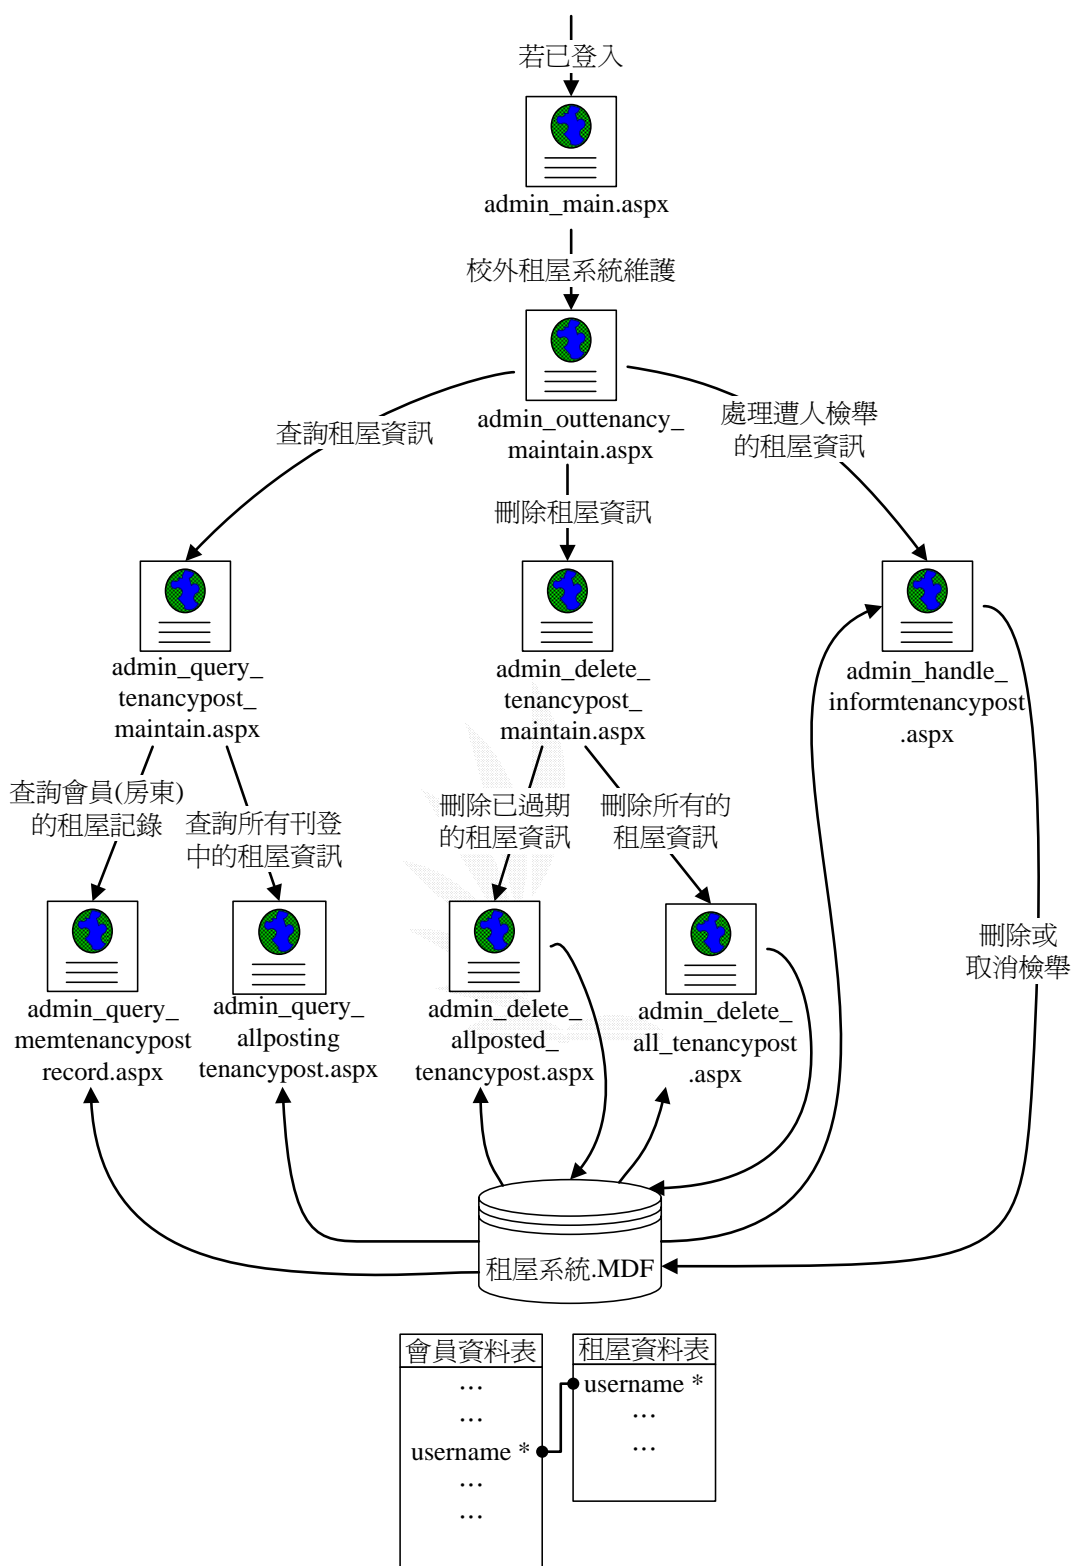 若已登入
admin_main.aspx
校外租屋系統維護
admin_outtenancy_
maintain.aspx
查詢租屋資訊
刪除租屋資訊
處理遭人檢舉
的租屋資訊
admin_query_
tenancypost_
maintain.aspx
admin_delete_
tenancypost_
maintain.aspx
admin_handle_
informtenancypost
.aspx
查詢會員(房東)
的租屋記錄
查詢所有刊登
中的租屋資訊
刪除已過期
的租屋資訊
刪除所有的
租屋資訊
刪除或
取消檢舉
admin_query_
memtenancypost
record.aspx
admin_query_
allposting
tenancypost.aspx
admin_delete_
allposted_
tenancypost.aspx
admin_delete_
all_tenancypost
.aspx
租屋系統.MDF
會員資料表
…
…
username *
…
…
租屋資料表
username *
…
…